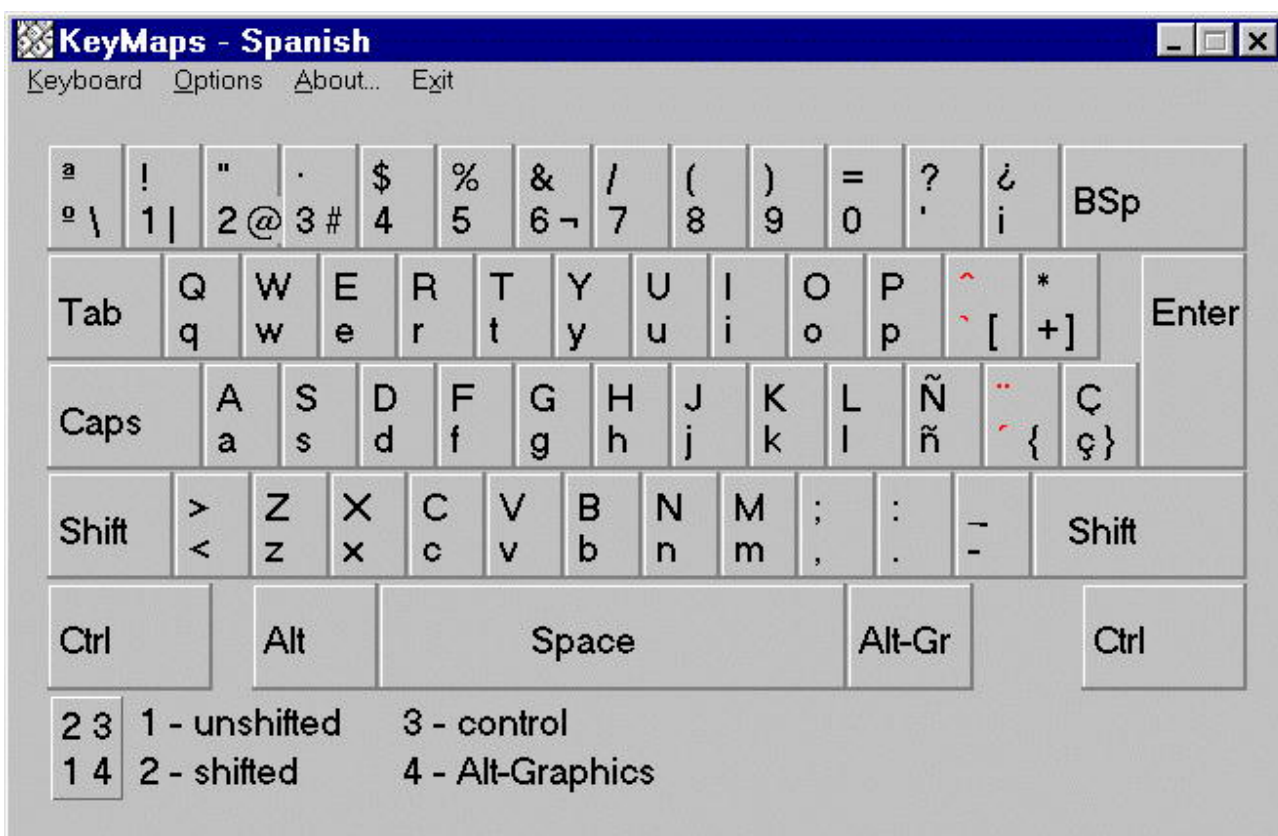 KeyMaps - Spanish
Keyboard Options About... Exit
ª ! " · $ % & / ( ) = ? ¿ BSp
º \ 1 | 2 @ 3 # 4 5 6 ¬ 7 8 9 0 ' ¡
Tab Q W E R T Y U I O P ^ * Enter
q w e r t y u i o p ` [ + ]
Caps A S D F G H J K L Ñ ¨ Ç
a s d f g h j k l ñ ´ { ç }
Shift > Z X C V B N M ; : _ Shift
< z x c v b n m , . -
Ctrl Alt Space Alt-Gr Ctrl
2 3 1 - unshifted 3 - control
1 4 2 - shifted 4 - Alt-Graphics